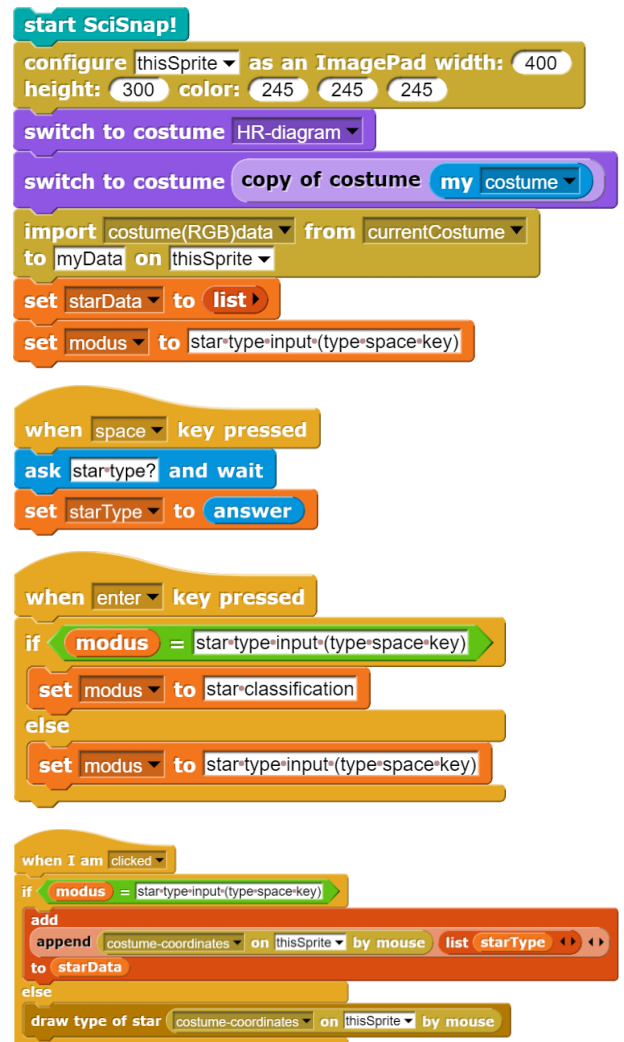 start SciSnap!
configure thisSprite as an ImagePad width: 400
height: 300 color: 245 245 245
switch to costume HR-diagram
switch to costume copy of costume my costume
import costume(RGB)data from currentCostume
to myData on thisSprite
set starData to list
set modus to star type input (type space key)
when space key pressed
ask star type? and wait
set starType to answer
when enter key pressed
if modus = star type input (type space key)
set modus to star classification
else
set modus to star type input (type space key)
when I am clicked
if modus = star type input (type space key)
add
append costume-coordinates on thisSprite by mouse list starType
to starData
else
draw type of star costume-coordinates on thisSprite by mouse